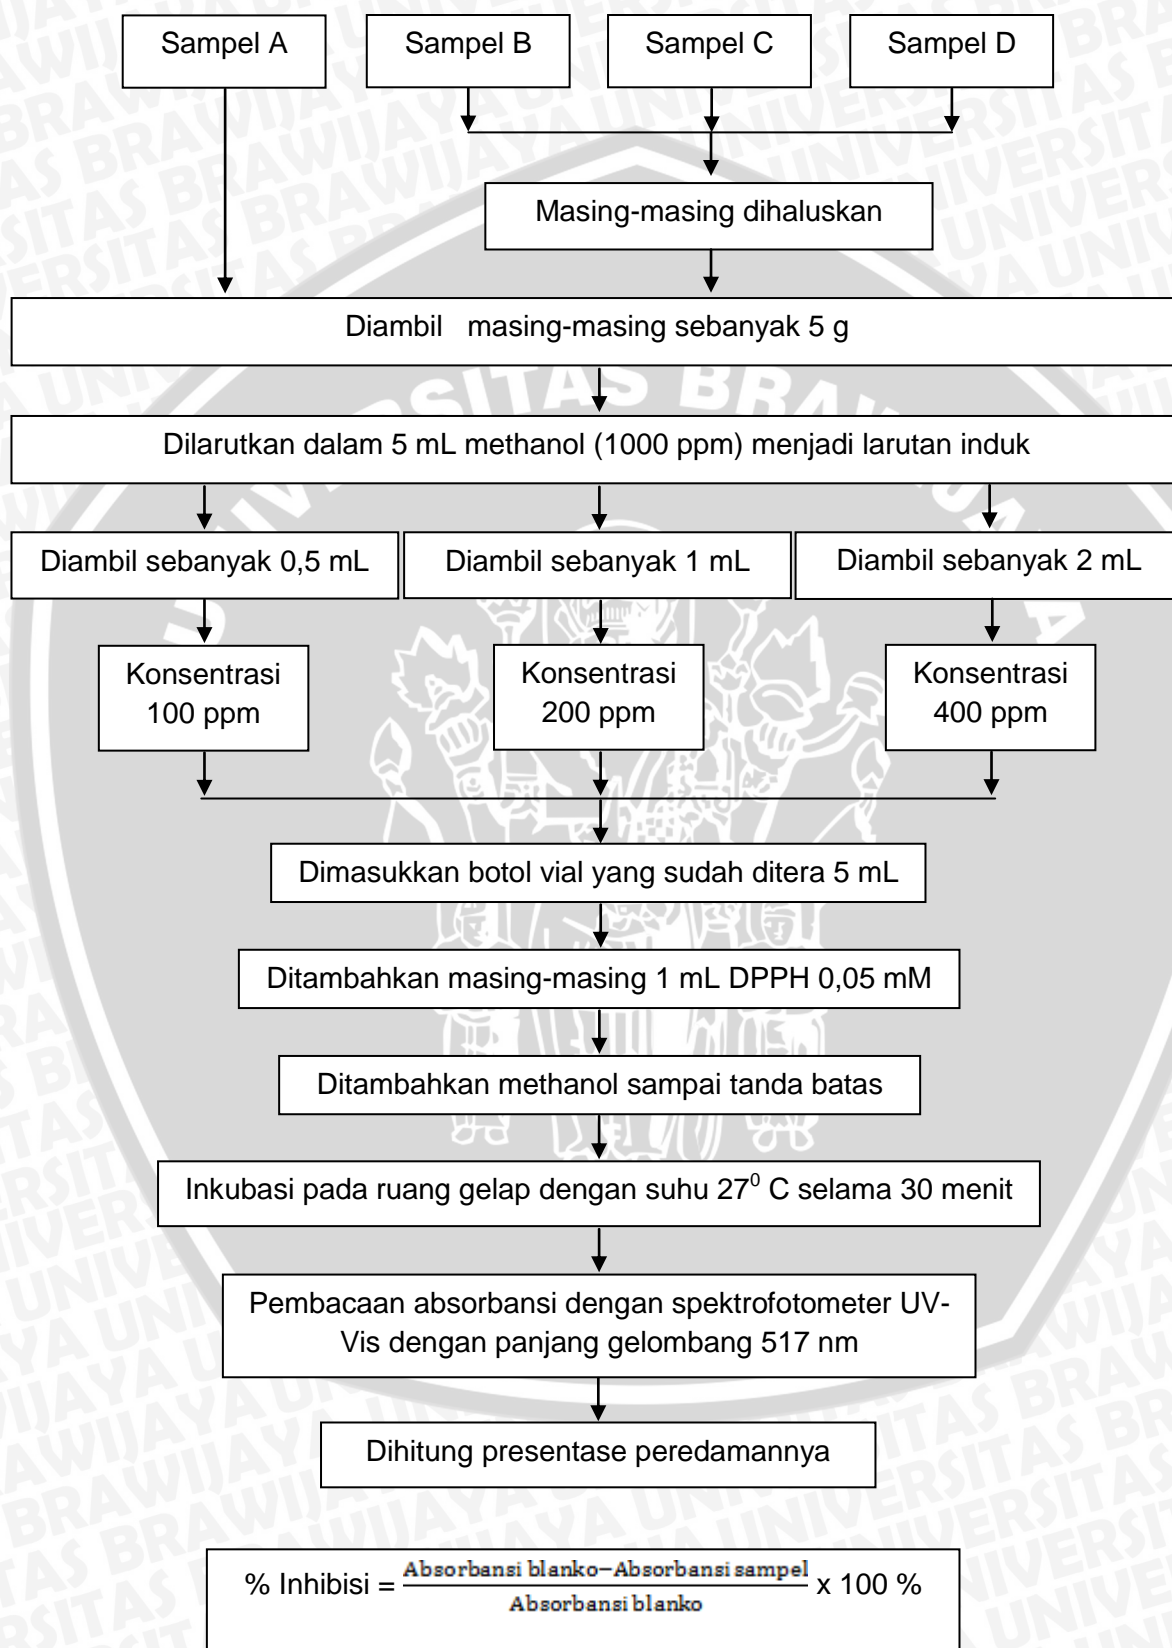 Sampel A
Sampel B
Sampel C
Sampel D
Masing-masing dihaluskan
Diambil masing-masing sebanyak 5 g
Dilarutkan dalam 5 mL methanol (1000 ppm) menjadi larutan induk
Diambil sebanyak 0,5 mL
Diambil sebanyak 1 mL
Diambil sebanyak 2 mL
Konsentrasi
100 ppm
Konsentrasi
200 ppm
Konsentrasi
400 ppm
Dimasukkan botol vial yang sudah ditera 5 mL
Ditambahkan masing-masing 1 mL DPPH 0,05 mM
Ditambahkan methanol sampai tanda batas
Inkubasi pada ruang gelap dengan suhu 27⁰ C selama 30 menit
Pembacaan absorbansi dengan spektrofotometer UV-
Vis dengan panjang gelombang 517 nm
Dihitung presentase peredamannya
% Inhibisi = Absorbansi blanko−Absorbansi sampel x 100 %
Absorbansi blanko